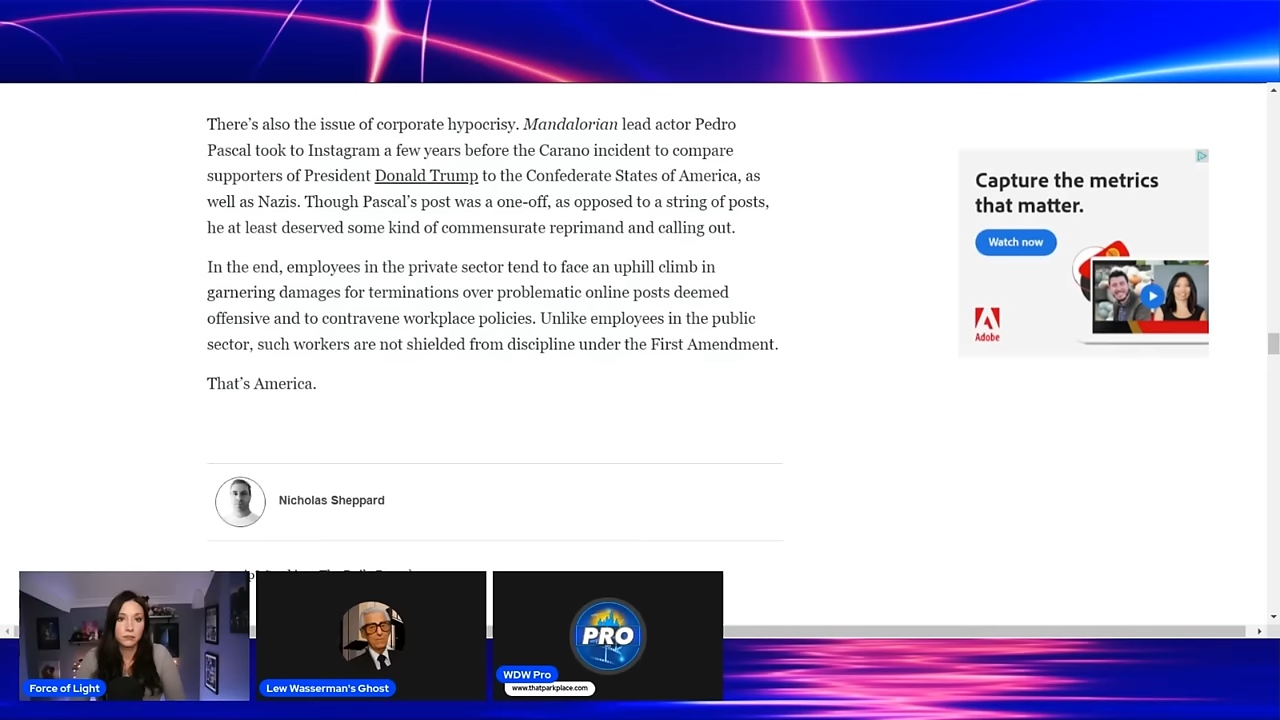 There’s also the issue of corporate hypocrisy. Mandalorian lead actor Pedro
Pascal took to Instagram a few years before the Carano incident to compare
supporters of President Donald Trump to the Confederate States of America, as
well as Nazis. Though Pascal’s post was a one-off, as opposed to a string of posts,
he at least deserved some kind of commensurate reprimand and calling out.
In the end, employees in the private sector tend to face an uphill climb in
garnering damages for terminations over problematic online posts deemed
offensive and to contravene workplace policies. Unlike employees in the public
sector, such workers are not shielded from discipline under the First Amendment.
That’s America.
Nicholas Sheppard
Capture the metrics
that matter.
Watch now
Adobe
Force of Light
Lew Wasserman's Ghost
PRO
WDW Pro
www.thatparkplace.com